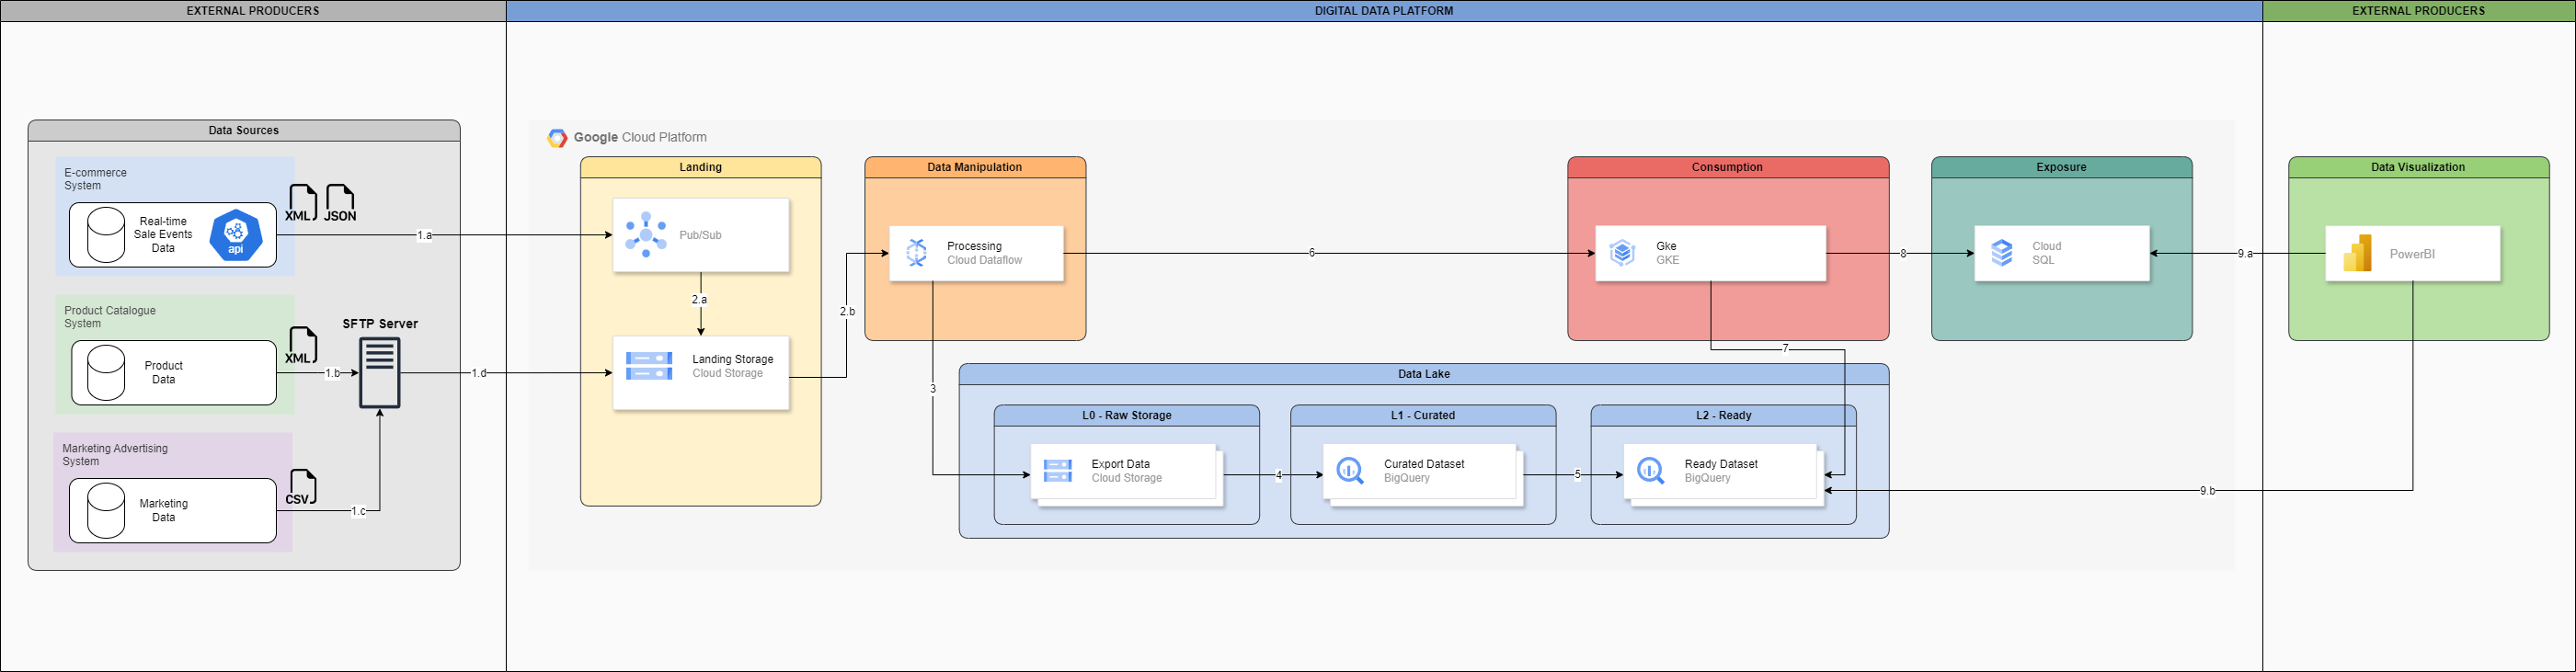 EXTERNAL PRODUCERS
DIGITAL DATA PLATFORM
EXTERNAL PRODUCERS
Data Sources
E-commerce
System
Real-time
Sale Events
Data
api
XML
JSON
1.a
Product Catalogue
System
Product
Data
XML
1.b
SFTP Server
1.d
Marketing Advertising
System
Marketing
Data
CSV
1.c
Google Cloud Platform
Landing
Pub/Sub
2.a
Landing Storage
Cloud Storage
2.b
Data Manipulation
Processing
Cloud Dataflow
3
6
Consumption
Gke
GKE
7
8
Exposure
Cloud
SQL
9.a
Data Visualization
PowerBI
9.b
Data Lake
L0 - Raw Storage
Export Data
Cloud Storage
4
L1 - Curated
Curated Dataset
BigQuery
5
L2 - Ready
Ready Dataset
BigQuery